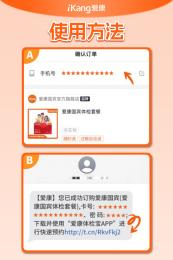 iKang爱康
使用方法
A
确认订单
手机号 ★★★★★★★★★★★
爱康国宾官方旗舰店
爱康国宾体检套餐
B
【爱康】您已成功订购爱康国宾(爱
康国宾体检套餐),卡号: ★★★★
★★★★★★★★★★, 密码: ★★★★;
下载并使用“爱康体检宝APP”进
行快速预约http://t.cn/RkvFkj2